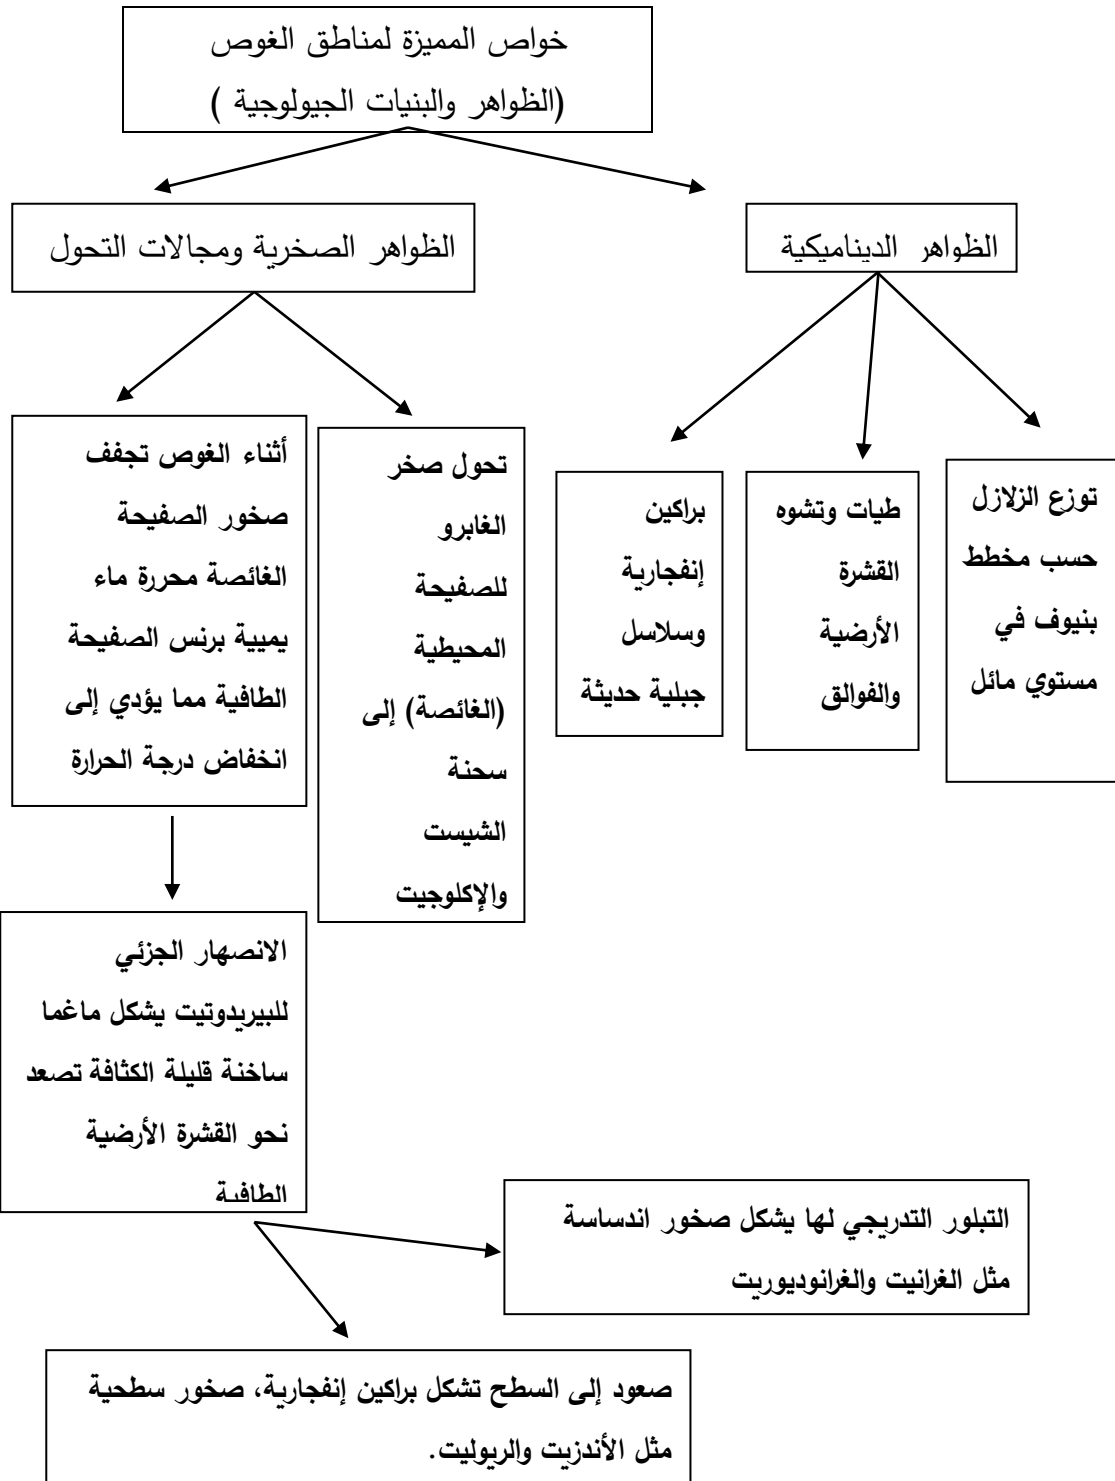 خواص المميزة لمناطق الغوص
(الظواهر والبنيات الجيولوجية )
الظواهر الديناميكية
الظواهر الصخرية ومجالات التحول
توزع الزلازل
حسب مخطط
بنيوف في
مستوي مائل
طيات وتشوه
القشرة
الأرضية
والفوالق
براكين
إنفجارية
وسلاسل
جبلية حديثة
تحول صخر
الغابرو
للصفيحة
المحيطية
(الغائصة) إلى
سحنة
الشيست
والإكلوجيت
أثناء الغوص تجفف
صخور الصفيحة
الغائصة محررة ماء
يميية برنس الصفيحة
الطافية مما يؤدي إلى
انخفاض درجة الحرارة
الانصهار الجزئي
للبيريدوتيت يشكل ماغما
ساخنة قليلة الكثافة تصعد
نحو القشرة الأرضية
الطافية
التبلور التدريجي لها يشكل صخور اندساسة
مثل الغرانيت والغرانوديوريت
صعود إلى السطح تشكل براكين إنفجارية، صخور سطحية
مثل الأندزيت والريوليت.